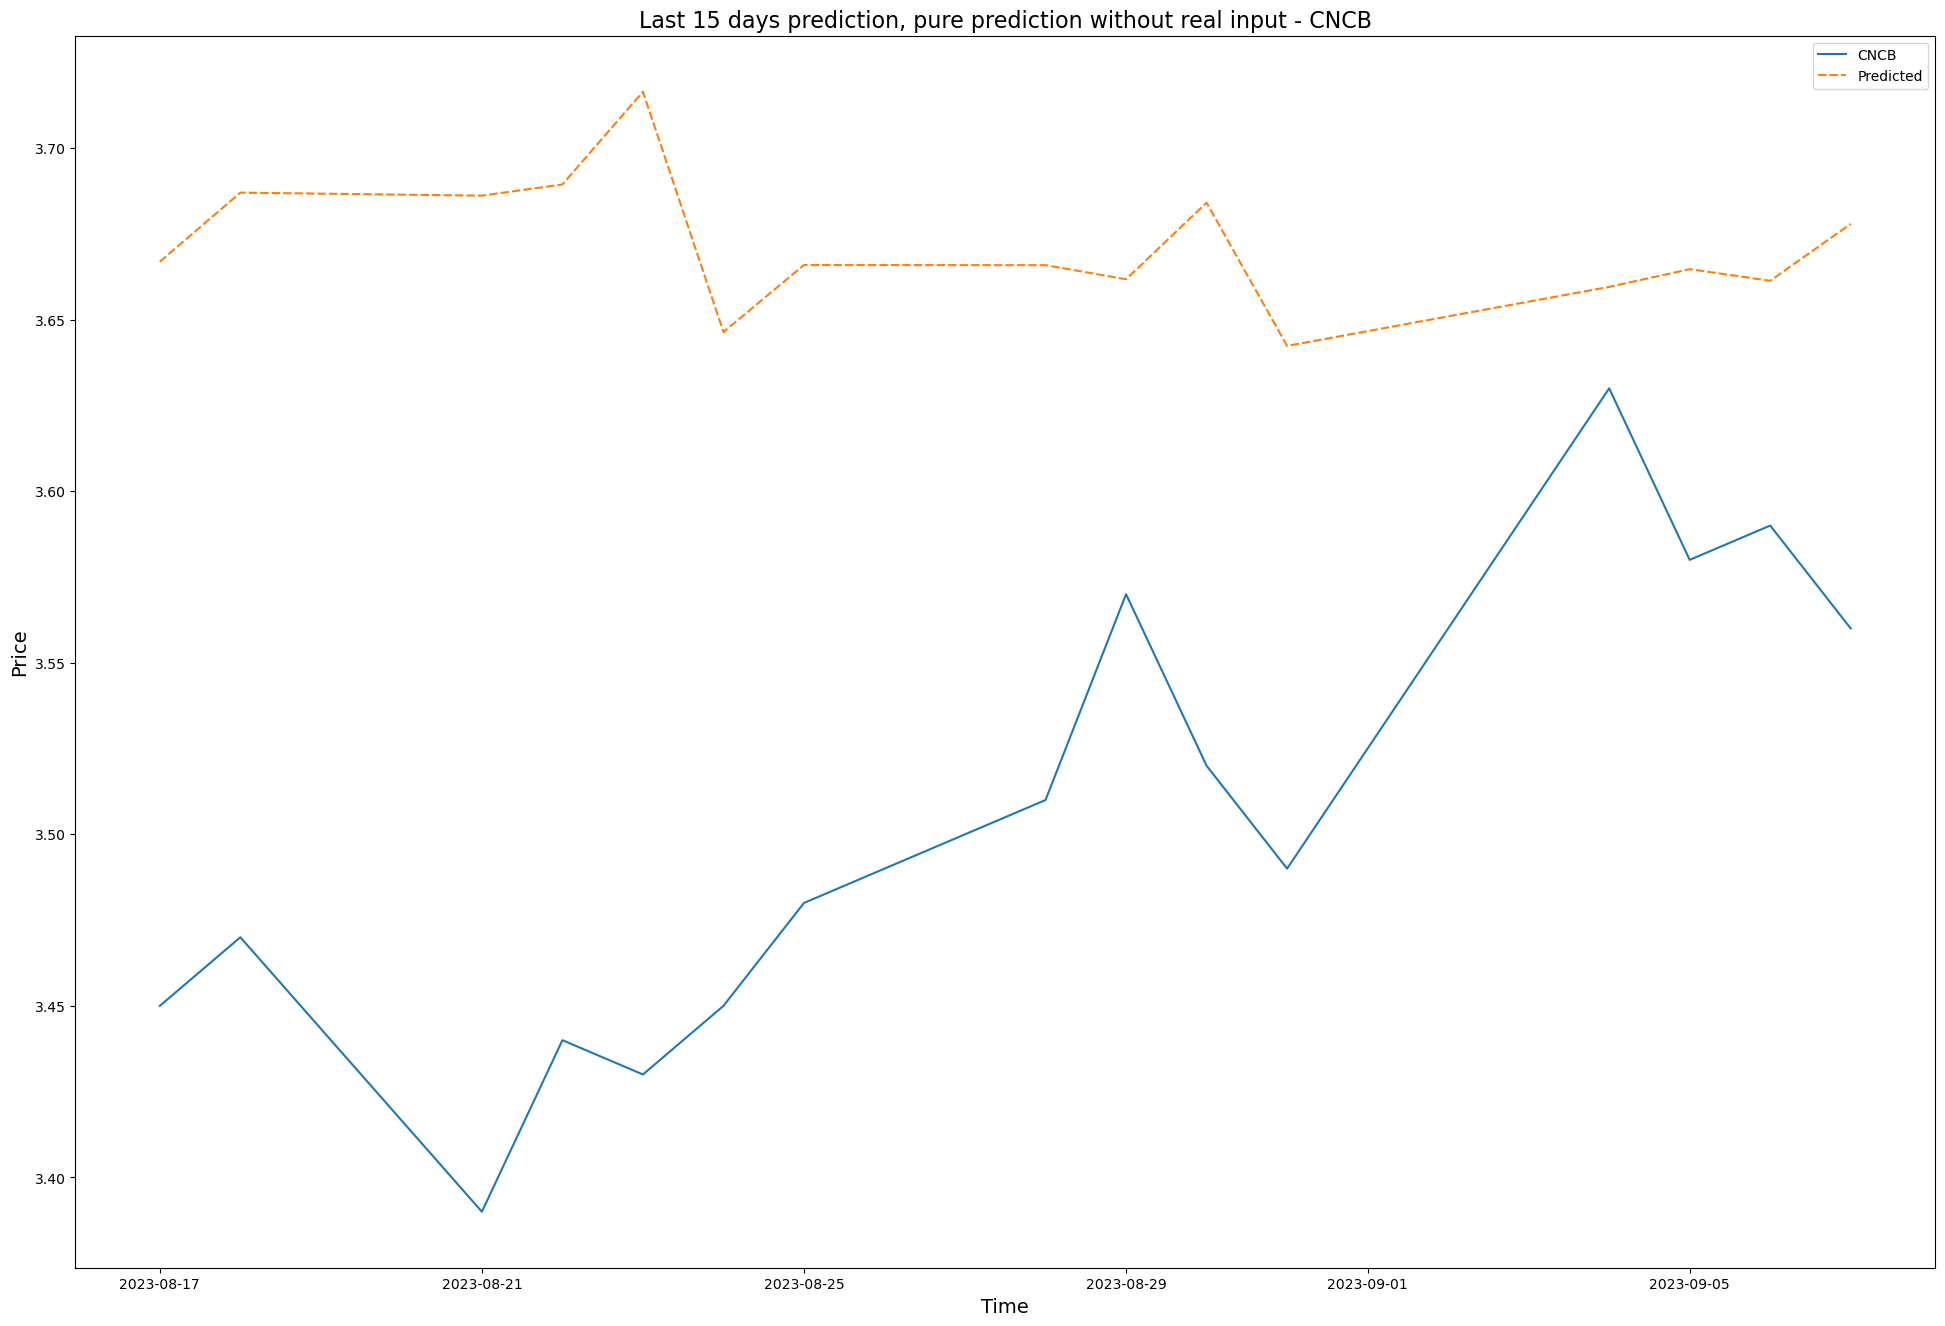 Last 15 days prediction, pure prediction without real input - CNCB
CNCB
Predicted
Price
3.70
3.65
3.60
3.55
3.50
3.45
3.40
2023-08-17
2023-08-21
2023-08-25
2023-08-29
2023-09-01
2023-09-05
Time